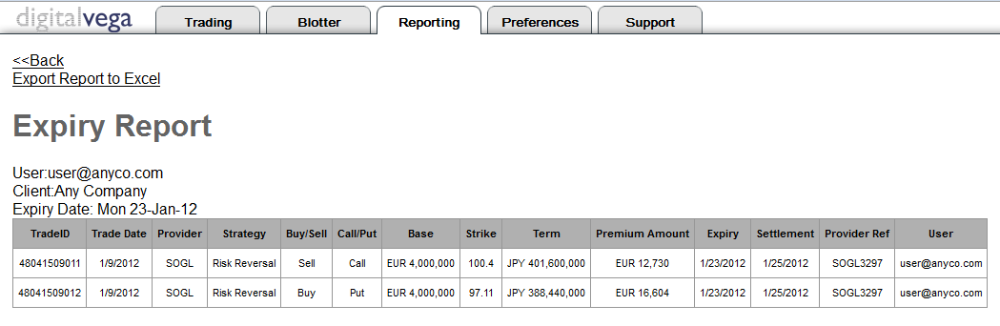 digitalvega Trading Blotter Reporting Preferences Support
<<Back
Export Report to Excel
Expiry Report
User:user@anyco.com
Client:Any Company
Expiry Date: Mon 23-Jan-12
TradeID Trade Date Provider Strategy Buy/Sell Call/Put Base Strike Term Premium Amount Expiry Settlement Provider Ref User
48041509011 1/9/2012 SOGL Risk Reversal Sell Call EUR 4,000,000 100.4 JPY 401,600,000 EUR 12,730 1/23/2012 1/25/2012 SOGL3297 user@anyco.com
48041509012 1/9/2012 SOGL Risk Reversal Buy Put EUR 4,000,000 97.11 JPY 388,440,000 EUR 16,604 1/23/2012 1/25/2012 SOGL3297 user@anyco.com